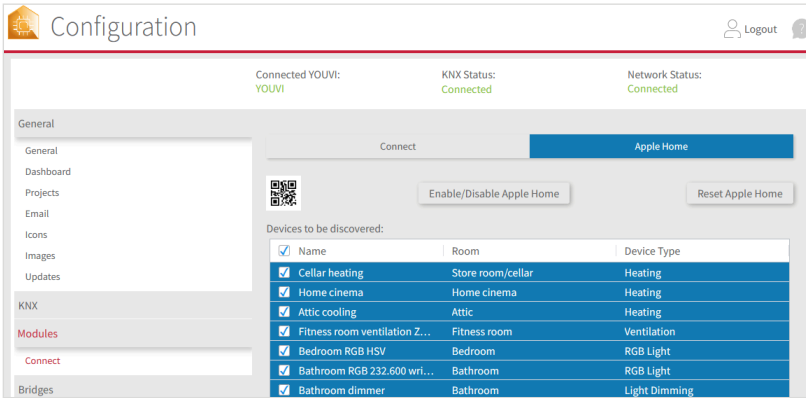 Configuration
Logout
?
Connected YOUVI: KNX Status: Network Status:
YOUVI Connected Connected
General
General
Dashboard
Projects
Email
Icons
Images
Updates
KNX
Modules
Connect
Bridges
Connect Apple Home
Enable/Disable Apple Home Reset Apple Home
Devices to be discovered:
Name Room Device Type
Cellar heating Store room/cellar Heating
Home cinema Home cinema Heating
Attic cooling Attic Heating
Fitness room ventilation Z... Fitness room Ventilation
Bedroom RGB HSV Bedroom RGB Light
Bathroom RGB 232.600 wri... Bathroom RGB Light
Bathroom dimmer Bathroom Light Dimming